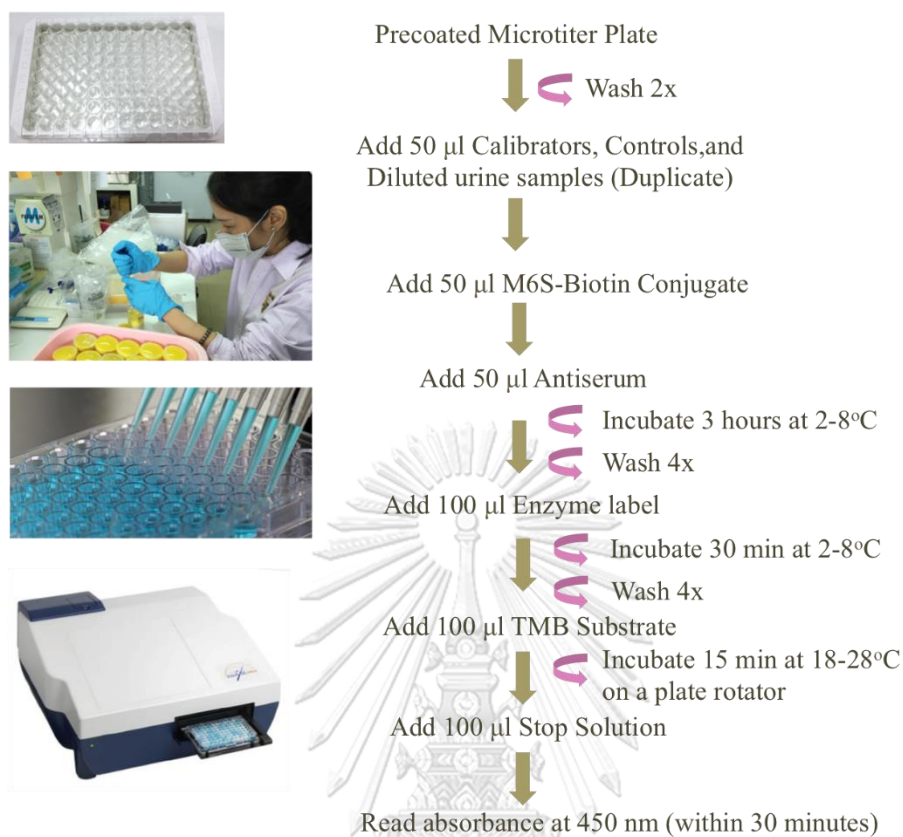 Precoated Microtiter Plate
Wash 2x
Add 50 µl Calibrators, Controls,and
Diluted urine samples (Duplicate)
Add 50 µl M6S-Biotin Conjugate
Add 50 µl Antiserum
Incubate 3 hours at 2-8°C
Wash 4x
Add 100 µl Enzyme label
Incubate 30 min at 2-8°C
Wash 4x
Add 100 µl TMB Substrate
Incubate 15 min at 18-28°C
on a plate rotator
Add 100 µl Stop Solution
Read absorbance at 450 nm (within 30 minutes)